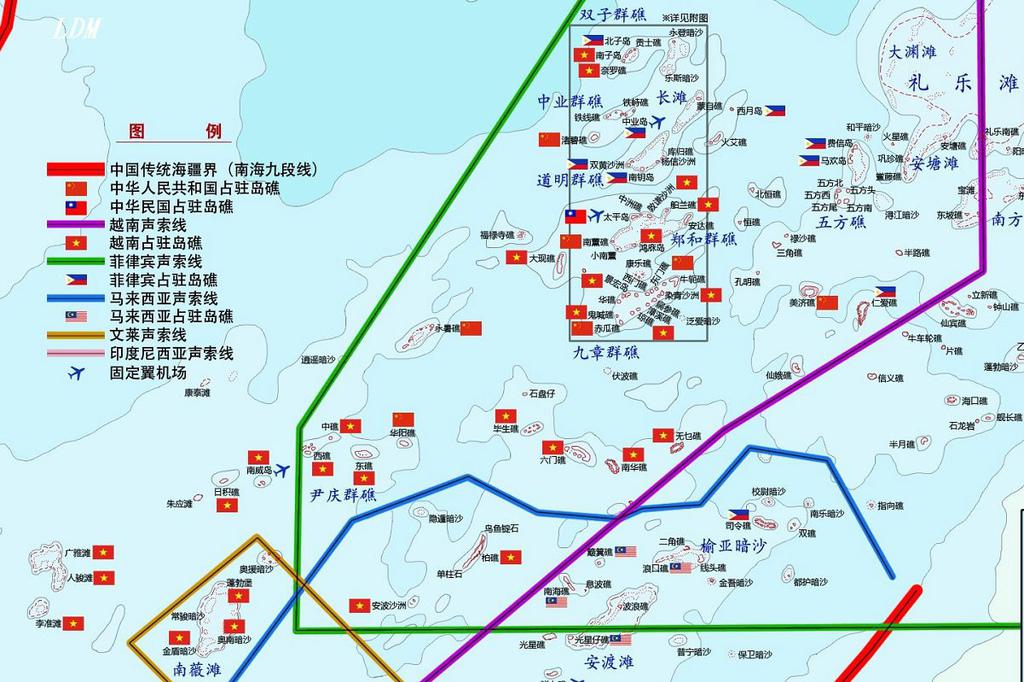 LDM
图 例
中国传统海疆界（南海九段线）
中华人民共和国占驻岛礁
中华民国占驻岛礁
越南声索线
越南占驻岛礁
菲律宾声索线
菲律宾占驻岛礁
马来西亚声索线
马来西亚占驻岛礁
文莱声索线
印度尼西亚声索线
固定翼机场
双子群礁
※详见附图
永登暗沙
北子岛
贡士礁
南子岛
奈罗礁
乐斯暗沙
中业群礁
长滩
铁峙礁
蒙自礁
铁线礁
中业岛
西月岛
渚碧礁
火艾礁
库归礁
双黄沙洲
杨信沙洲
道明群礁
南钥岛
中洲礁
敦谦沙洲
舶兰礁
太平岛
安达礁
福禄寺礁
南薰礁
鸿庥岛
郑和群礁
小南薰
大现礁
康乐礁
西门礁
牛轭礁
景宏岛
染青沙洲
华礁
鬼喊礁
赤瓜礁
琼礁
泛爱暗沙
九章群礁
伏波礁
大渊滩
礼 乐 滩
和平暗沙
费信岛
火星礁
礼乐南礁
马欢岛
巩珍礁
安塘礁
安塘滩
鲎藤礁
五方北
五方头
五方西
五方尾
五方南
五方礁
北恒礁
恒礁
浔江暗沙
宝滩
东坡礁
南方
禄沙礁
三角礁
半路礁
孔明礁
美济礁
仁爱礁
立新礁
钟山礁
仙宾礁
牛车轮礁
片礁
蓬勃暗沙
仙娥礁
信义礁
海口礁
舰长礁
石龙岩
半月礁
永暑礁
逍遥暗沙
康泰滩
石盘仔
中礁
华阳礁
毕生礁
西礁
东礁
六门礁
无乜礁
南华礁
南威岛
尹庆群礁
日积礁
朱应滩
隐遁暗沙
乌鱼锭石
柏礁
单柱石
校尉暗沙
司令礁
南乐暗沙
双礁
指向礁
榆亚暗沙
二角礁
簸箕礁
浪口礁
线头礁
金吾暗沙
都护暗沙
息波礁
南海礁
波浪礁
光星礁
光星仔礁
安渡滩
普宁暗沙
保卫暗沙
广雅滩
人骏滩
李准滩
奥援暗沙
蓬勃堡
常骏暗沙
奥南暗沙
金盾暗沙
南薇滩
安波沙洲